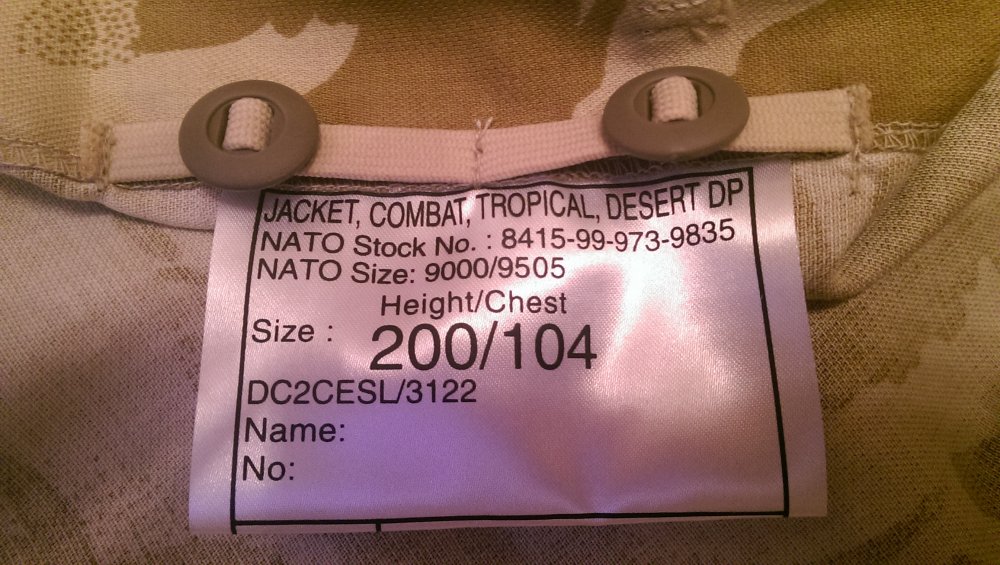 JACKET, COMBAT, TROPICAL, DESERT DP
NATO Stock No. : 8415-99-973-9835
NATO Size: 9000/9505
Height/Chest
Size : 200/104
DC2CESL/3122
Name:
No: